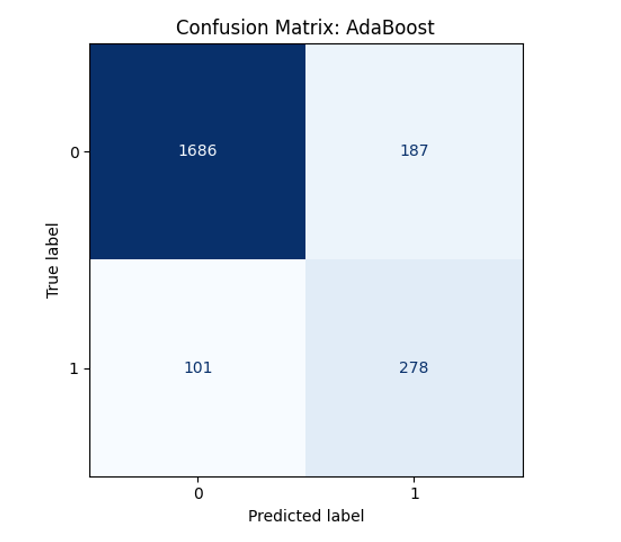 Confusion Matrix: AdaBoost
0
1686
187
True label
1
101
278
0
1
Predicted label